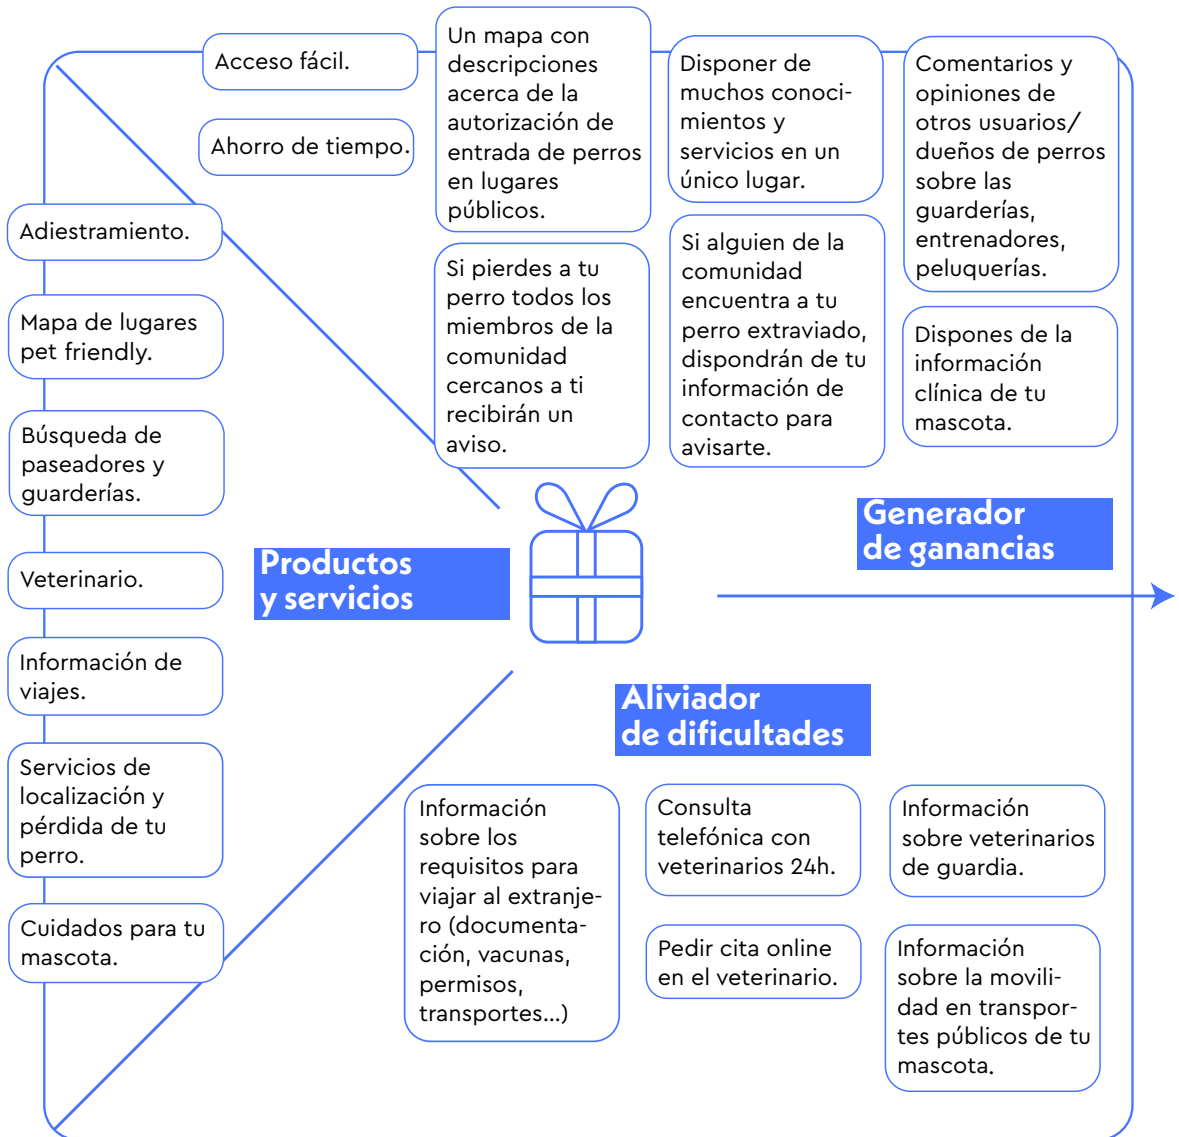 Acceso fácil.
Ahorro de tiempo.
Un mapa con
descripciones
acerca de la
autorización de
entrada de perros
en lugares
públicos.
Disponer de
muchos conoci-
mientos y
servicios en un
único lugar.
Comentarios y
opiniones de
otros usuarios/
dueños de perros
sobre las
guarderías,
entrenadores,
peluquerías.
Si pierdes a tu
perro todos los
miembros de la
comunidad
cercanos a ti
recibirán un
aviso.
Si alguien de la
comunidad
encuentra a tu
perro extraviado,
dispondrán de tu
información de
contacto para
avisarte.
Dispones de la
información
clínica de tu
mascota.
Adiestramiento.
Mapa de lugares
pet friendly.
Búsqueda de
paseadores y
guarderías.
Veterinario.
Información de
viajes.
Servicios de
localización y
pérdida de tu
perro.
Cuidados para tu
mascota.
Productos
y servicios
Generador
de ganancias
Aliviador
de dificultades
Información
sobre los
requisitos para
viajar al extranje-
ro (documenta-
ción, vacunas,
permisos,
transportes...)
Consulta
telefónica con
veterinarios 24h.
Información
sobre veterinarios
de guardia.
Pedir cita online
en el veterinario.
Información
sobre la movili-
dad en transpor-
tes públicos de tu
mascota.